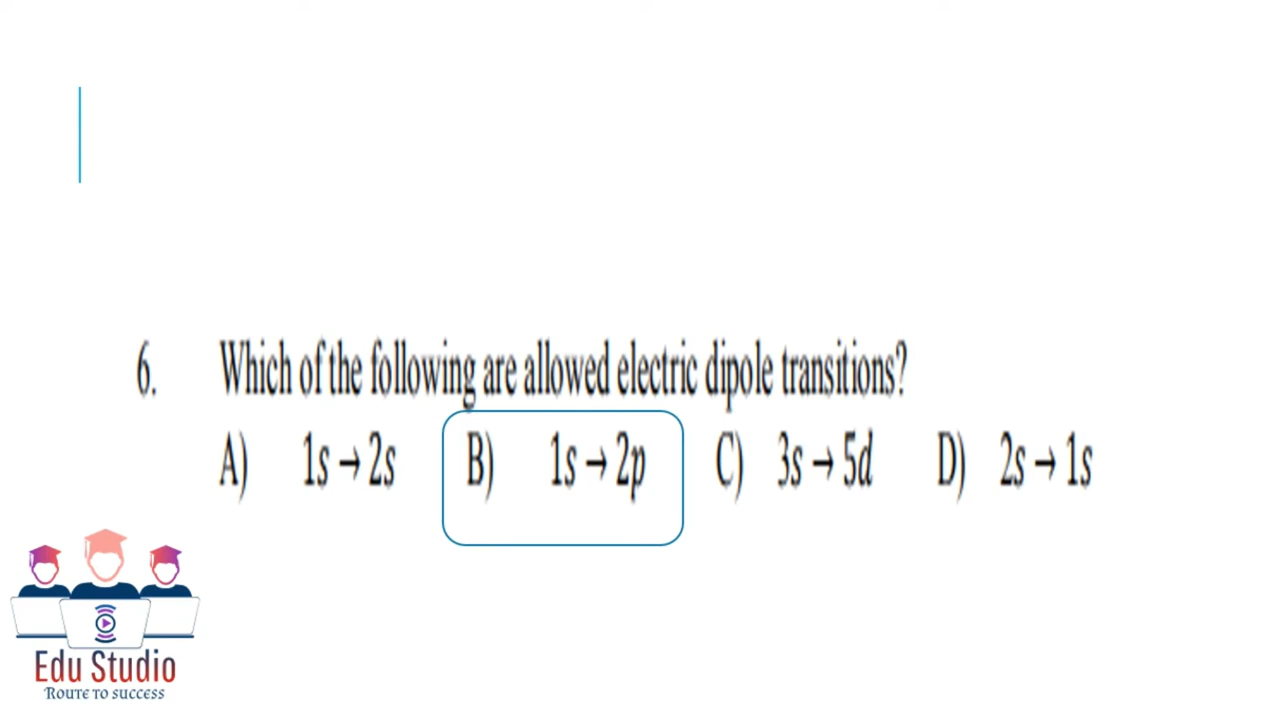 6. Which of the following are allowed electric dipole transitions?
A) 1s → 2s B) 1s → 2p C) 3s → 5d D) 2s → 1s
Edu Studio
Route to success